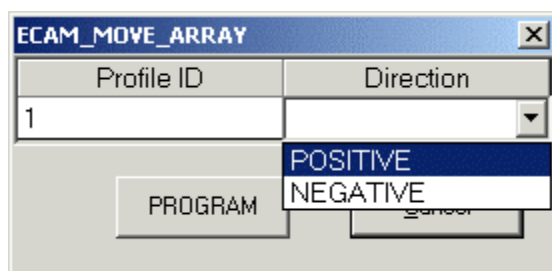 ECAM_MOVE_ARRAY
Profile ID Direction
1
POSITIVE
NEGATIVE
PROGRAM